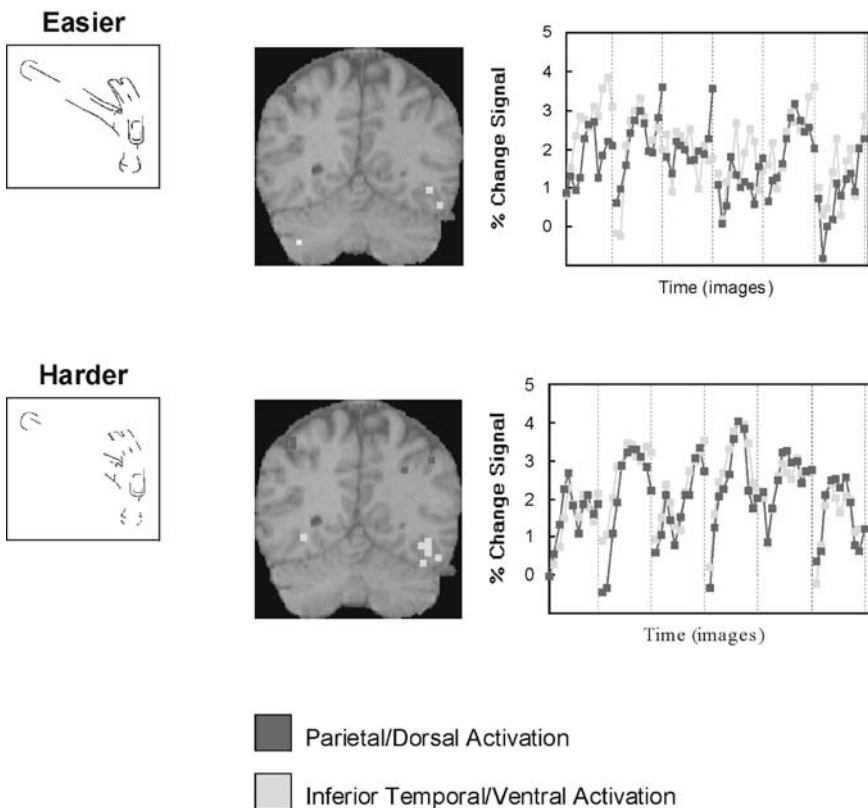 Easier
5
4
3
2
1
0
% Change Signal
Time (images)
Harder
5
4
3
2
1
0
% Change Signal
Time (images)
Parietal/Dorsal Activation
Inferior Temporal/Ventral Activation